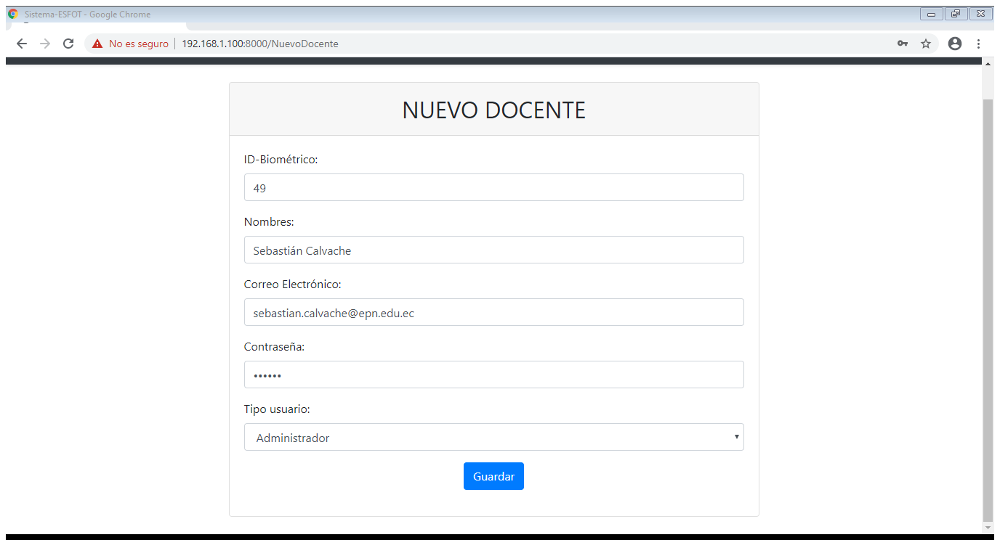 Sistema-ESFOT - Google Chrome
No es seguro | 192.168.1.100:8000/NuevoDocente
NUEVO DOCENTE
ID-Biométrico:
49
Nombres:
Sebastián Calvache
Correo Electrónico:
sebastian.calvache@epn.edu.ec
Contraseña:
••••••
Tipo usuario:
Administrador
Guardar